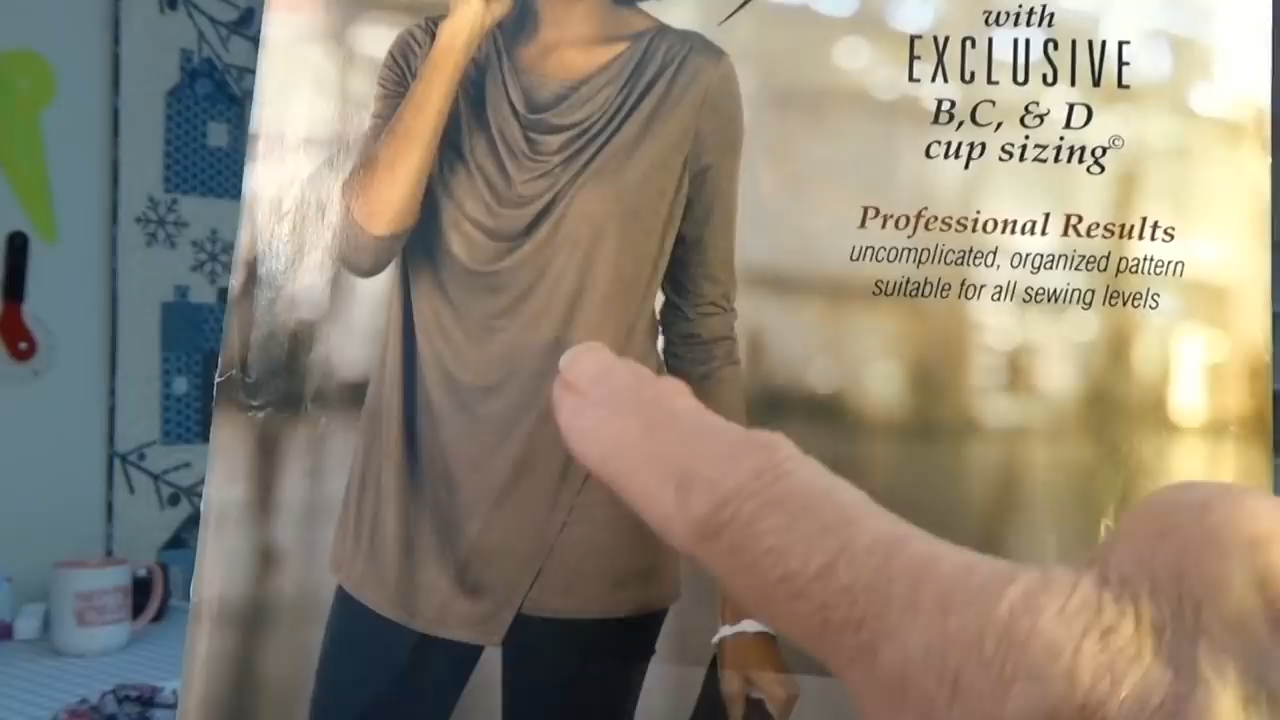 with
EXCLUSIVE
B,C, & D
cup sizing©
Professional Results
uncomplicated, organized pattern
suitable for all sewing levels